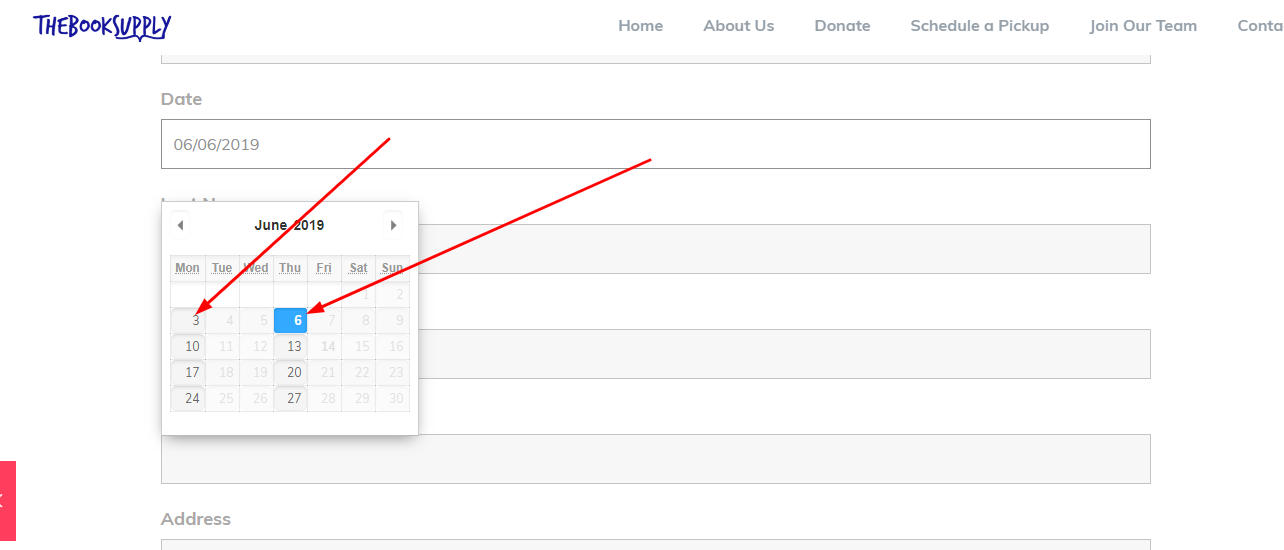 THEBOOKSUPPLY
Home About Us Donate Schedule a Pickup Join Our Team Conta
Date
06/06/2019
June 2019
Mon Tue Wed Thu Fri Sat Sun
1 2
3 4 5 6 7 8 9
10 11 12 13 14 15 16
17 18 19 20 21 22 23
24 25 26 27 28 29 30
Address